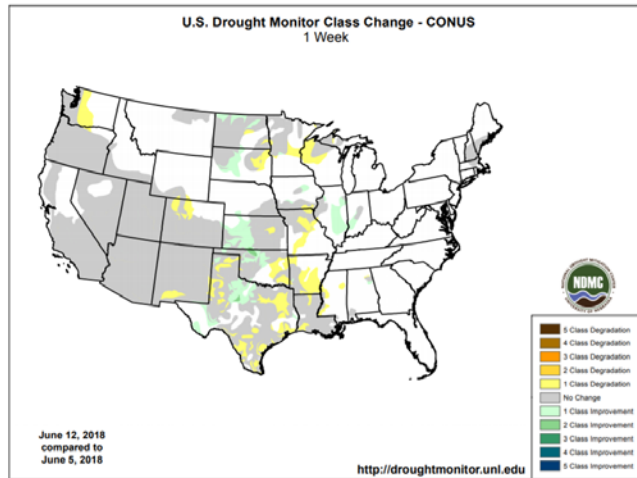 U.S. Drought Monitor Class Change - CONUS
1 Week
NDMC
5 Class Degradation
4 Class Degradation
3 Class Degradation
2 Class Degradation
1 Class Degradation
No Change
1 Class Improvement
2 Class Improvement
3 Class Improvement
4 Class Improvement
5 Class Improvement
June 12, 2018
compared to
June 5, 2018
http://droughtmonitor.unl.edu